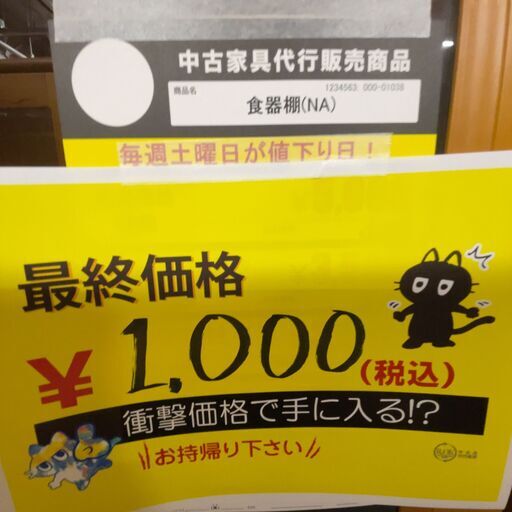 中古家具代行販売商品
商品名
1234563 000-01038
食器棚(NA)
毎週土曜日が値下り日!
最終価格
¥1,000(税込)
衝撃価格で手に入る!?
お持帰り下さい